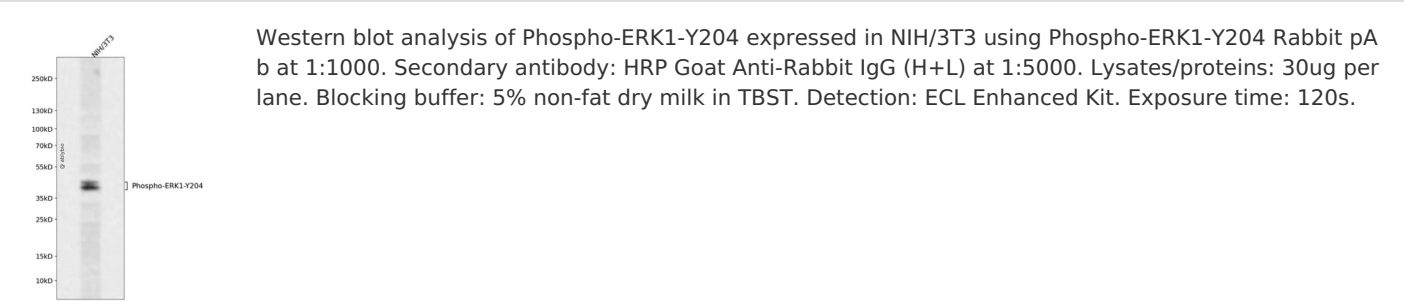 NIH/3T3
250kD
130kD
100kD
70kD
55kD
35kD
25kD
15kD
10kD
Phospho-ERK1-Y204
Western blot analysis of Phospho-ERK1-Y204 expressed in NIH/3T3 using Phospho-ERK1-Y204 Rabbit pA
b at 1:1000. Secondary antibody: HRP Goat Anti-Rabbit IgG (H+L) at 1:5000. Lysates/proteins: 30ug per
lane. Blocking buffer: 5% non-fat dry milk in TBST. Detection: ECL Enhanced Kit. Exposure time: 120s.